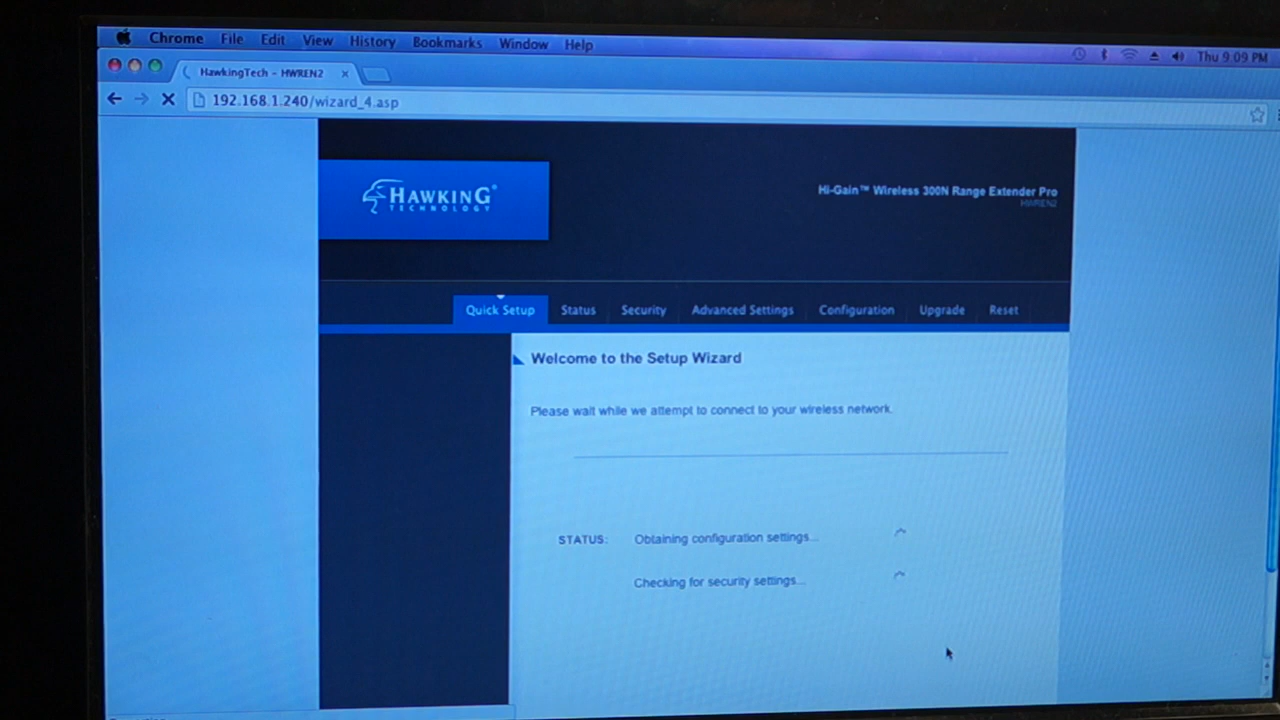 Chrome File Edit View History Bookmarks Window Help Thu 9:09 PM
HawkingTech - HWREN2
192.168.1.240/wizard_4.asp
HAWKING®
TECHNOLOGY
Hi-Gain™ Wireless 300N Range Extender Pro
HWREN2
Quick Setup Status Security Advanced Settings Configuration Upgrade Reset
Welcome to the Setup Wizard
Please wait while we attempt to connect to your wireless network.
STATUS: Obtaining configuration settings...
Checking for security settings...